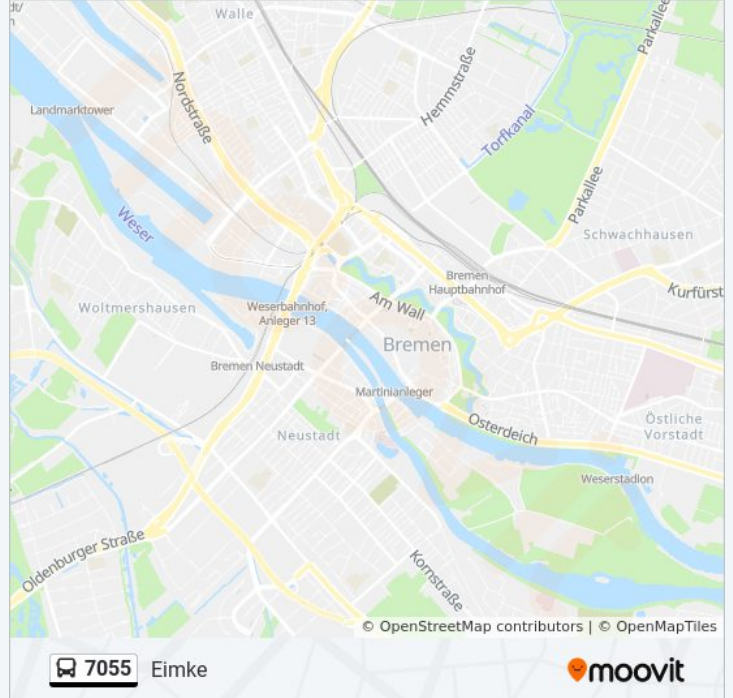 dt/
Walle
Parkallee
Hemmstraße
Nordstraße
Landmarktower
Torfkanal
Parkallee
Weser
Schwachhausen
Bremen
Hauptbahnhof
Kurfürst
Am Wall
Woltmershausen
Weserbahnhof,
Anleger 13
Bremen
Bremen Neustadt
Martinianleger
Osterdeich
Östliche
Vorstadt
Neustadt
Weserstadion
Oldenburger Straße
Kornstraße
© OpenStreetMap contributors | © OpenMapTiles
7055 Eimke
moovit